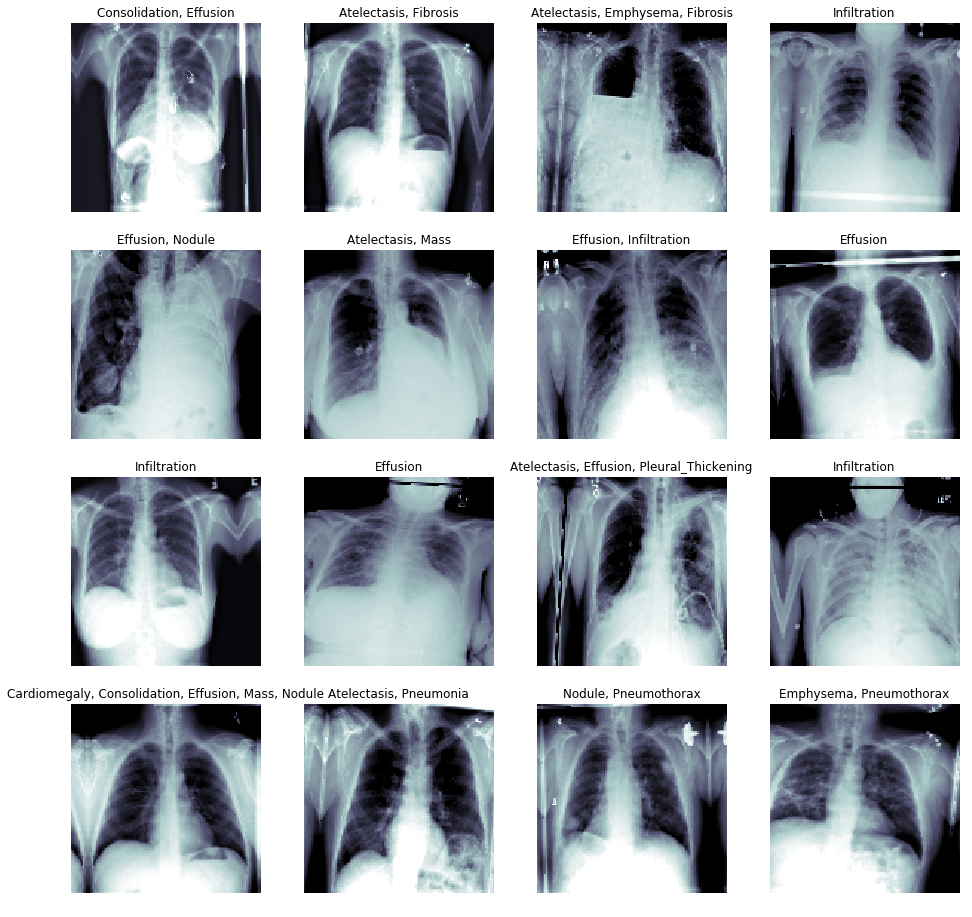 Consolidation, Effusion
Atelectasis, Fibrosis
Atelectasis, Emphysema, Fibrosis
Infiltration
Effusion, Nodule
Atelectasis, Mass
Effusion, Infiltration
Effusion
Infiltration
Effusion
Atelectasis, Effusion, Pleural_Thickening
Infiltration
Cardiomegaly, Consolidation, Effusion, Mass, Nodule
Atelectasis, Pneumonia
Nodule, Pneumothorax
Emphysema, Pneumothorax